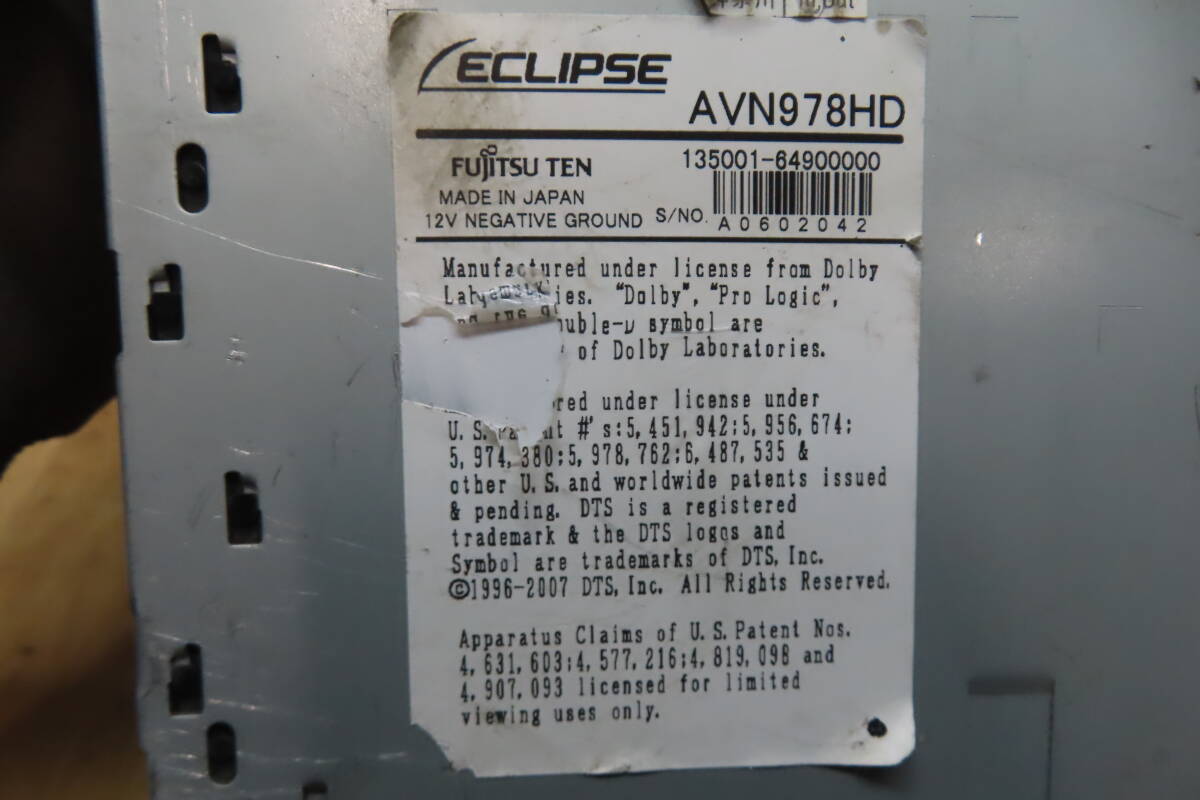 ECLIPSE
AVN978HD
FUJITSU TEN
135001-64900000
MADE IN JAPAN
12V NEGATIVE GROUND
S/NO.
A0602042
Manufactured under license from Dolby
ies. “Dolby”, “Pro Logic”,
uble-D symbol are
of Dolby Laboratories.
red under license under
U. S. Pa nt #’ s:5, 451, 942;5, 956, 674;
5, 974, 380;5, 978, 762;6, 487, 535 &
other U. S. and worldwide patents issued
& pending. DTS is a registered
trademark & the DTS logos and
Symbol are trademarks of DTS, Inc.
©1996-2007 DTS, Inc. All Rights Reserved.
Apparatus Claims of U. S. Patent Nos.
4, 631, 603;4, 577, 216;4, 819, 098 and
4, 907, 093 licensed for limited
viewing uses only.